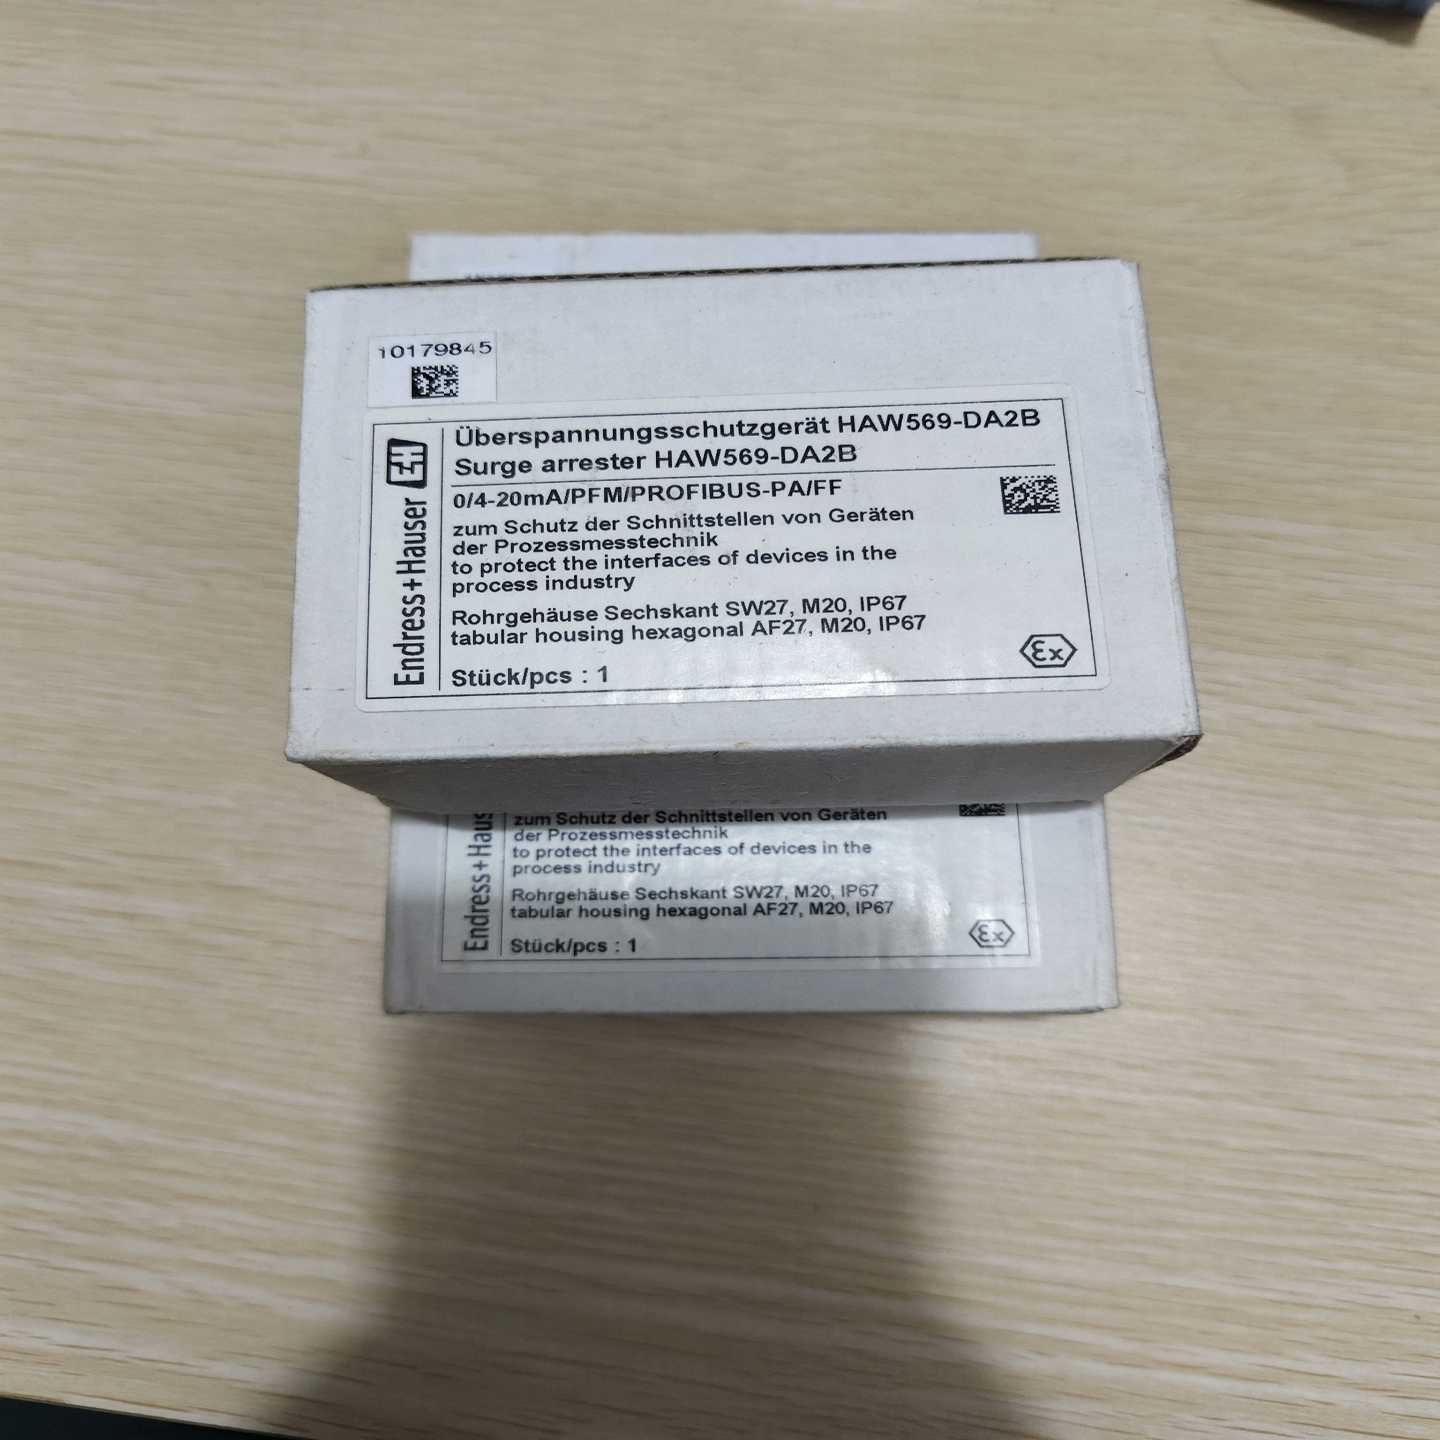 10179845
Endress+Hauser EH
Überspannungsschutzgerät HAW569-DA2B
Surge arrester HAW569-DA2B
0/4-20mA/PFM/PROFIBUS-PA/FF
zum Schutz der Schnittstellen von Geräten
der Prozessmesstechnik
to protect the interfaces of devices in the
process industry
Rohrgehäuse Sechskant SW27, M20, IP67
tabular housing hexagonal AF27, M20, IP67
Stück/pcs : 1
Ex
Endress+Haus
zum Schutz der Schnittstellen von Geräten
der Prozessmesstechnik
to protect the interfaces of devices in the
process industry
Rohrgehäuse Sechskant SW27, M20, IP67
tabular housing hexagonal AF27, M20, IP67
Stück/pcs : 1
Ex